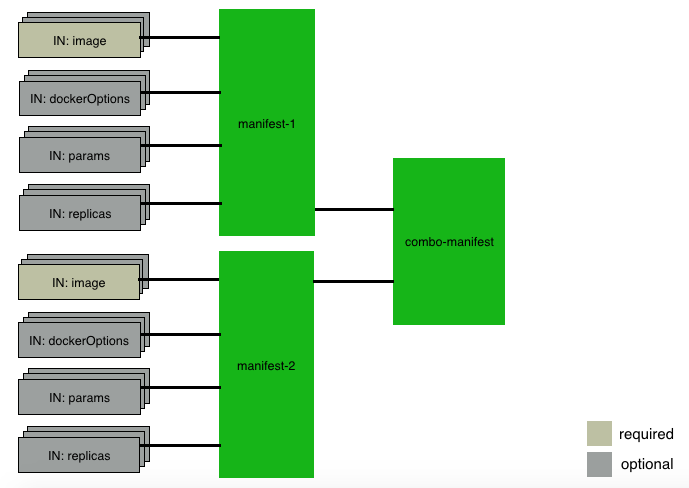 IN: image
IN: dockerOptions
IN: params
IN: replicas
manifest-1
IN: image
IN: dockerOptions
IN: params
IN: replicas
manifest-2
combo-manifest
required
optional